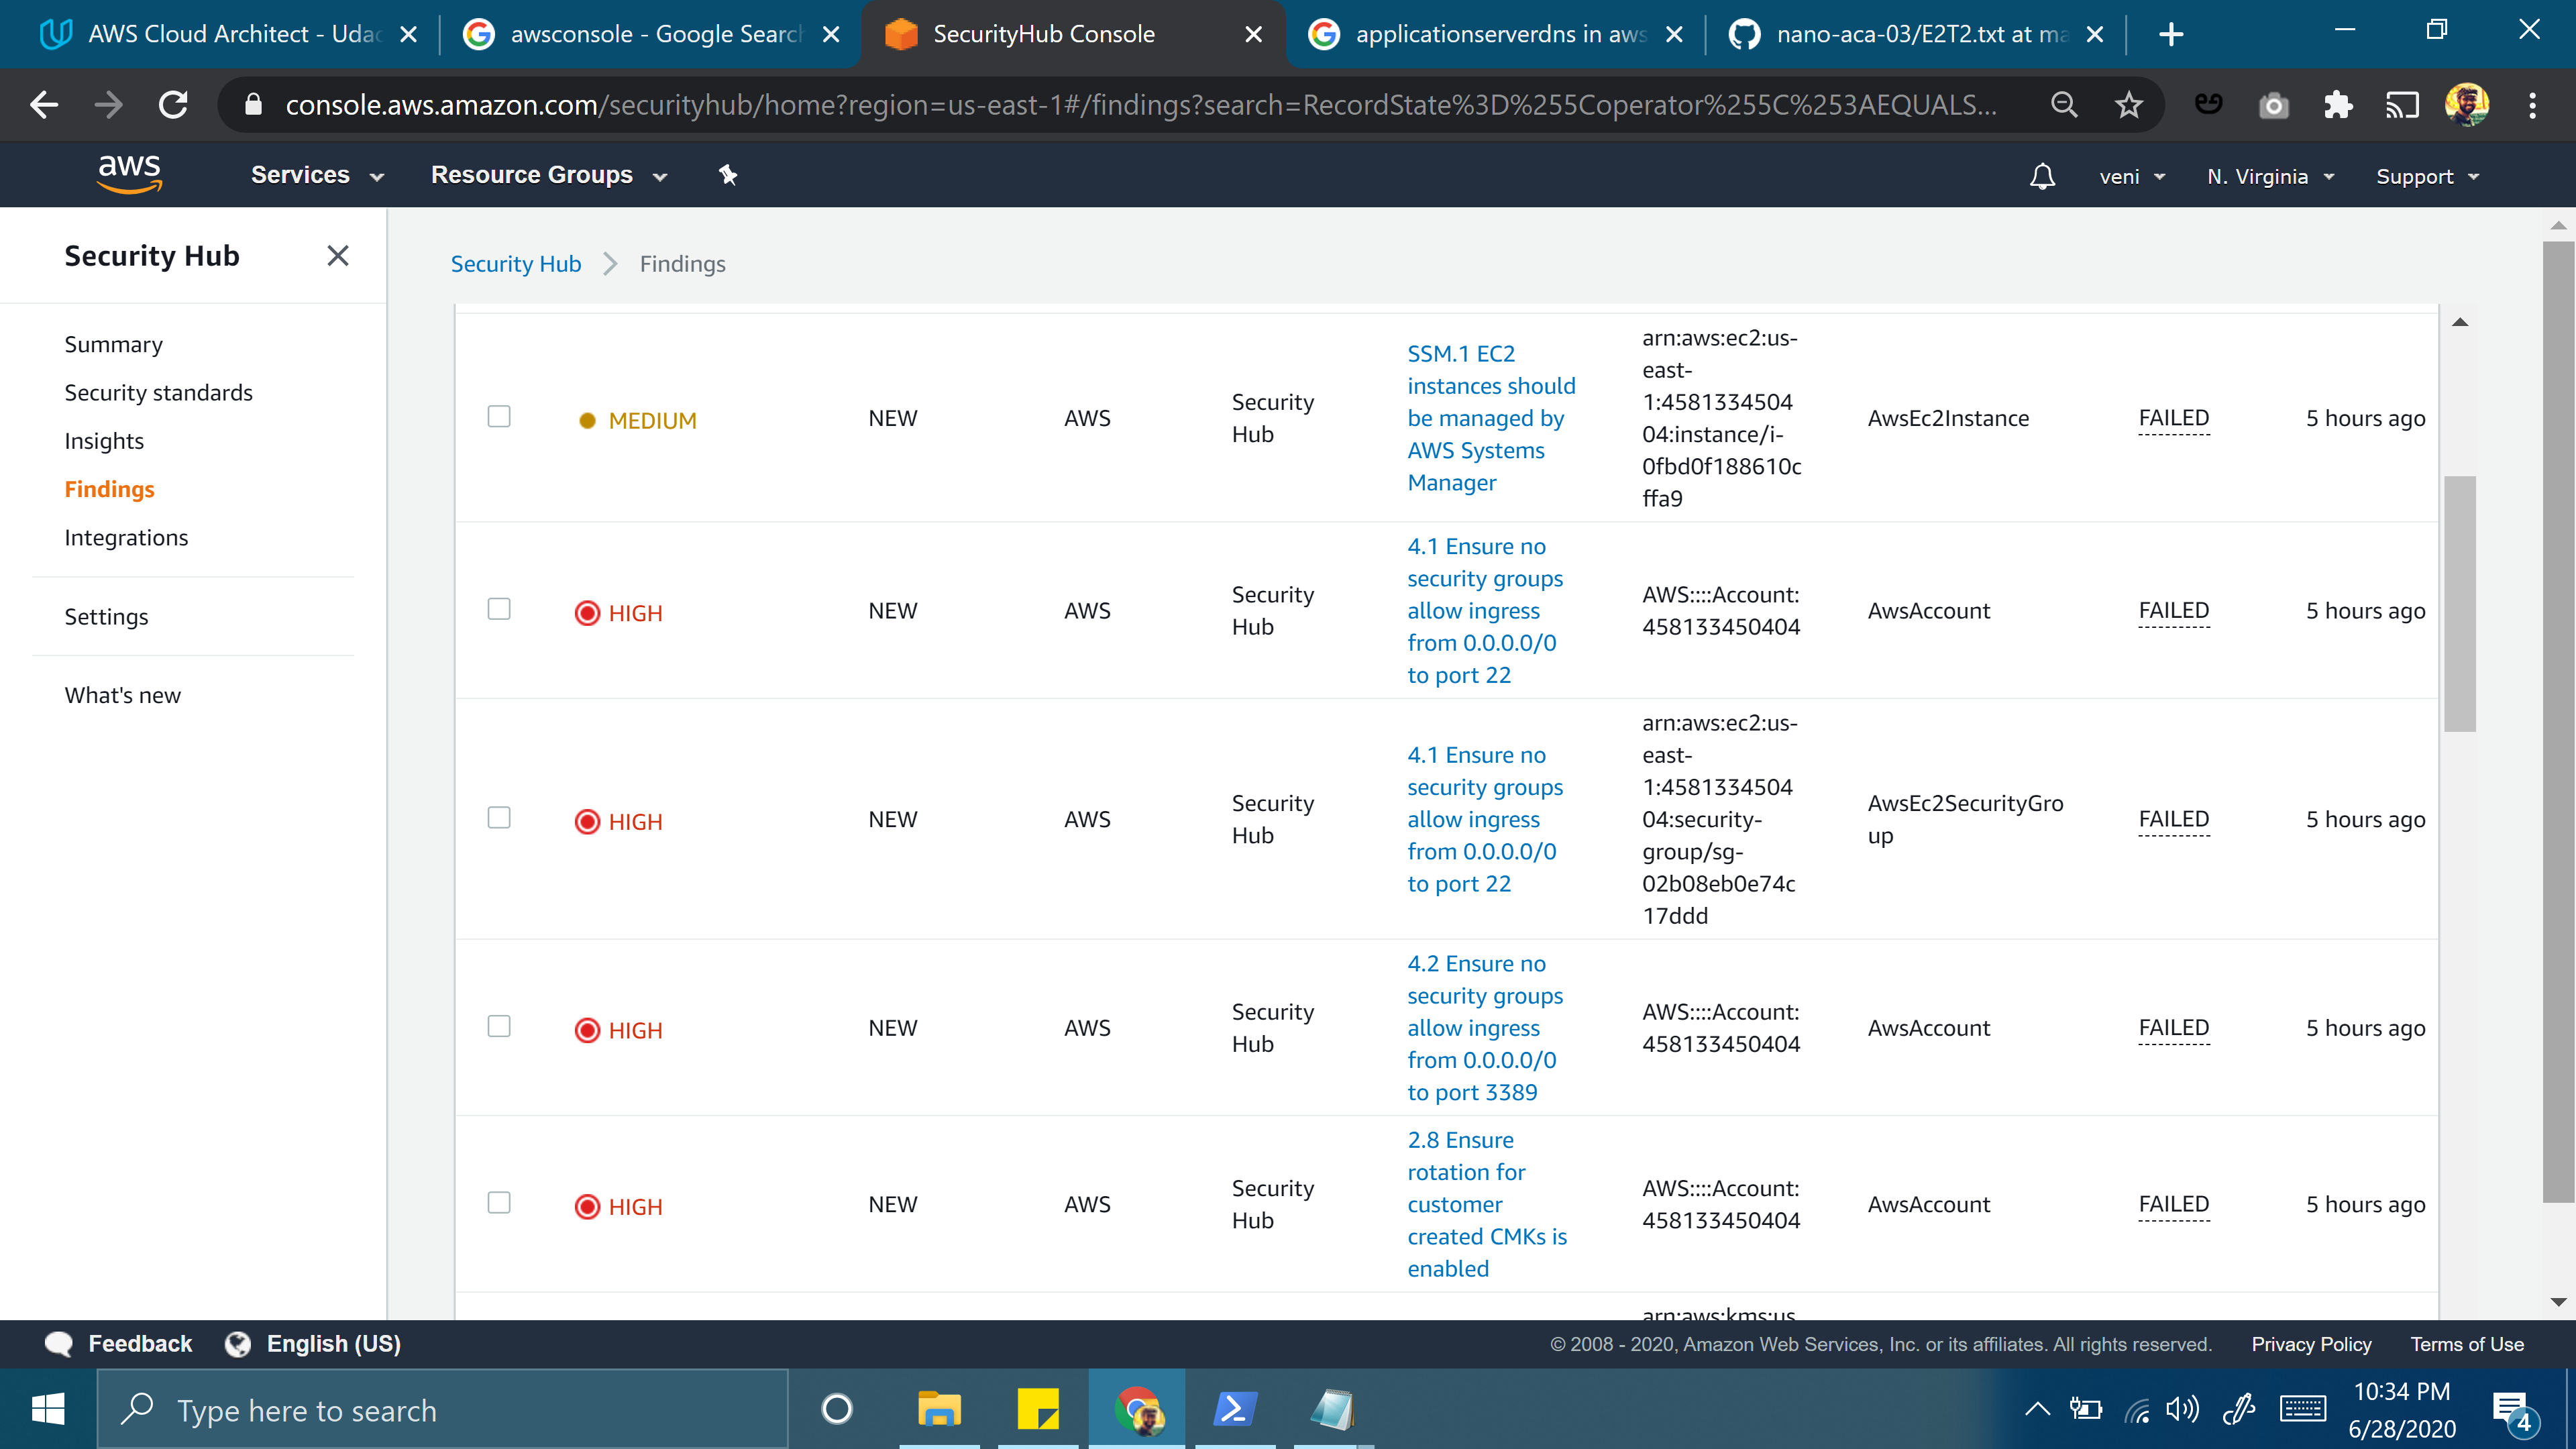 AWS Cloud Architect - Udac
awsconsole - Google Search
SecurityHub Console
applicationserverdns in aws
nano-aca-03/E2T2.txt at ma
console.aws.amazon.com/securityhub/home?region=us-east-1#/findings?search=RecordState%3D%255Coperator%255C%253AEQUALS...
aws
Services
Resource Groups
veni
N. Virginia
Support
Security Hub
Summary
Security standards
Insights
Findings
Integrations
Settings
What's new
Security Hub
Findings
MEDIUM
NEW
AWS
Security
Hub
SSM.1 EC2
instances should
be managed by
AWS Systems
Manager
arn:aws:ec2:us-
east-
1:4581334504
04:instance/i-
0fbd0f188610c
ffa9
AwsEc2Instance
FAILED
5 hours ago
HIGH
NEW
AWS
Security
Hub
4.1 Ensure no
security groups
allow ingress
from 0.0.0.0/0
to port 22
AWS::::Account:
458133450404
AwsAccount
FAILED
5 hours ago
HIGH
NEW
AWS
Security
Hub
4.1 Ensure no
security groups
allow ingress
from 0.0.0.0/0
to port 22
arn:aws:ec2:us-
east-
1:4581334504
04:security-
group/sg-
02b08eb0e74c
17ddd
AwsEc2SecurityGro
up
FAILED
5 hours ago
HIGH
NEW
AWS
Security
Hub
4.2 Ensure no
security groups
allow ingress
from 0.0.0.0/0
to port 3389
AWS::::Account:
458133450404
AwsAccount
FAILED
5 hours ago
HIGH
NEW
AWS
Security
Hub
2.8 Ensure
rotation for
customer
created CMKs is
enabled
AWS::::Account:
458133450404
AwsAccount
FAILED
5 hours ago
arn:aws:kms:us
Feedback
English (US)
© 2008 - 2020, Amazon Web Services, Inc. or its affiliates. All rights reserved.
Privacy Policy
Terms of Use
Type here to search
10:34 PM
6/28/2020
4